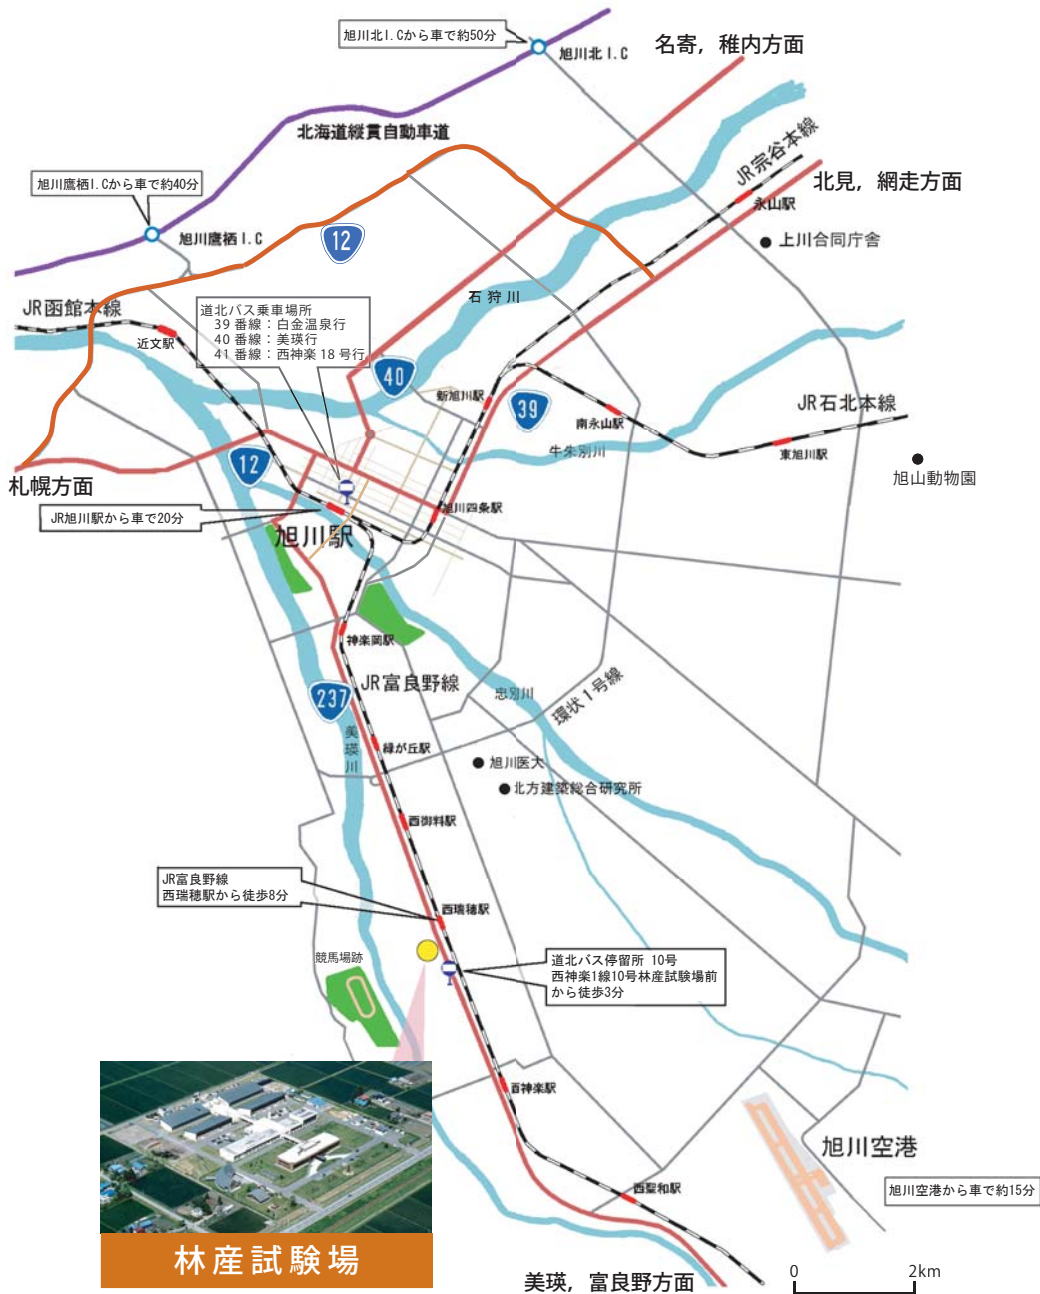 旭川北I.Cから車で約50分
旭川北I.C
名寄，稚内方面
北海道縦貫自動車道
JR宗谷本線
北見，網走方面
旭川鷹栖I.Cから車で約40分
永山駅
旭川鷹栖I.C
12
上川合同庁舎
JR函館本線
石狩川
道北バス乗車場所
39番線：白金温泉行
40番線：美瑛行
41番線：西神楽18号行
近文駅
40
新旭川駅
39
JR石北本線
南永山駅
牛朱別川
東旭川駅
12
旭山動物園
札幌方面
旭川四条駅
JR旭川駅から車で20分
旭川駅
神楽岡駅
JR富良野線
237
忠別川
環状1号線
美瑛川
緑が丘駅
旭川医大
北方建築総合研究所
西御料駅
JR富良野線
西瑞穂駅から徒歩8分
西瑞穂駅
競馬場跡
道北バス停留所 10号
西神楽1線10号林産試験場前
から徒歩3分
西神楽駅
旭川空港
西聖和駅
旭川空港から車で約15分
林産試験場
美瑛，富良野方面
0
2km